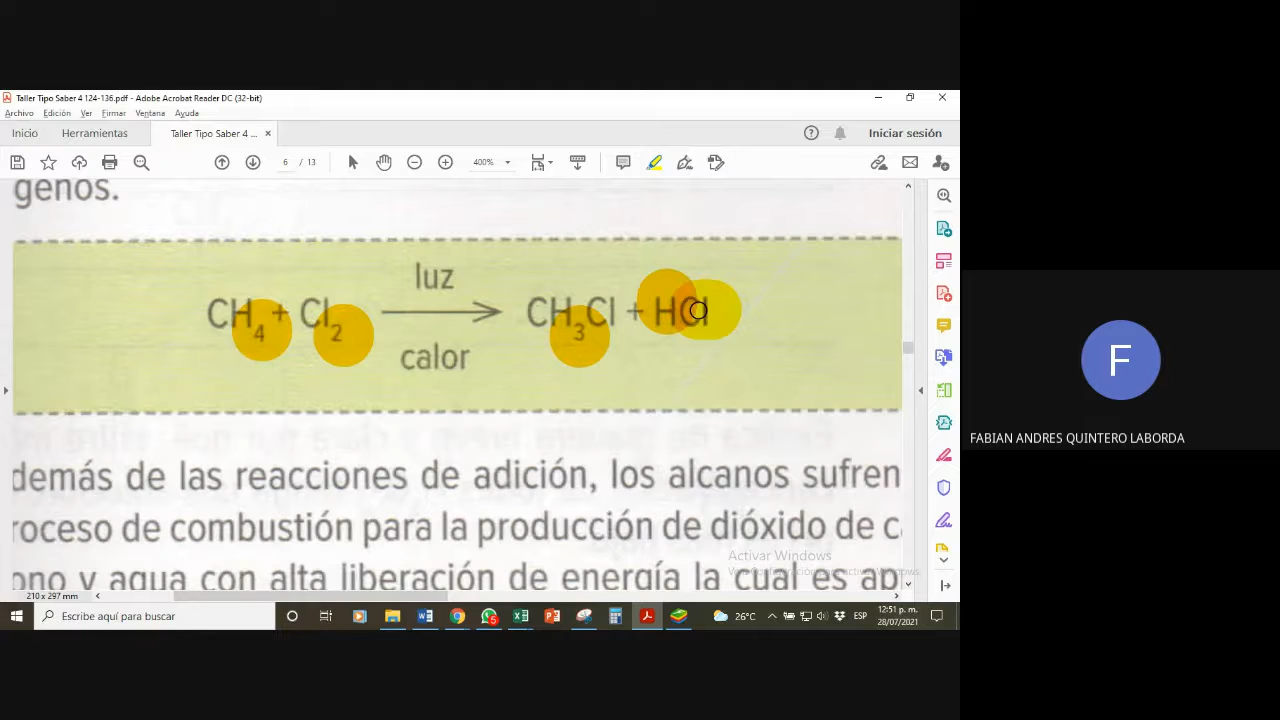 Taller Tipo Saber 4 124-136.pdf - Adobe Acrobat Reader DC (32-bit)
Archivo Edición Ver Firmar Ventana Ayuda
Inicio Herramientas Taller Tipo Saber 4 ... × Iniciar sesión
6 / 13 400%
genos.
luz
CH4 + Cl2 → CH3Cl + HCl
calor
demás de las reacciones de adición, los alcanos sufren
roceso de combustión para la producción de dióxido de c
ono y agua con alta liberación de energía la cual es ap
Activar Windows
210 x 297 mm
Escribe aquí para buscar
5
26°C ESP 12:51 p. m.
28/07/2021
F
FABIAN ANDRES QUINTERO LABORDA